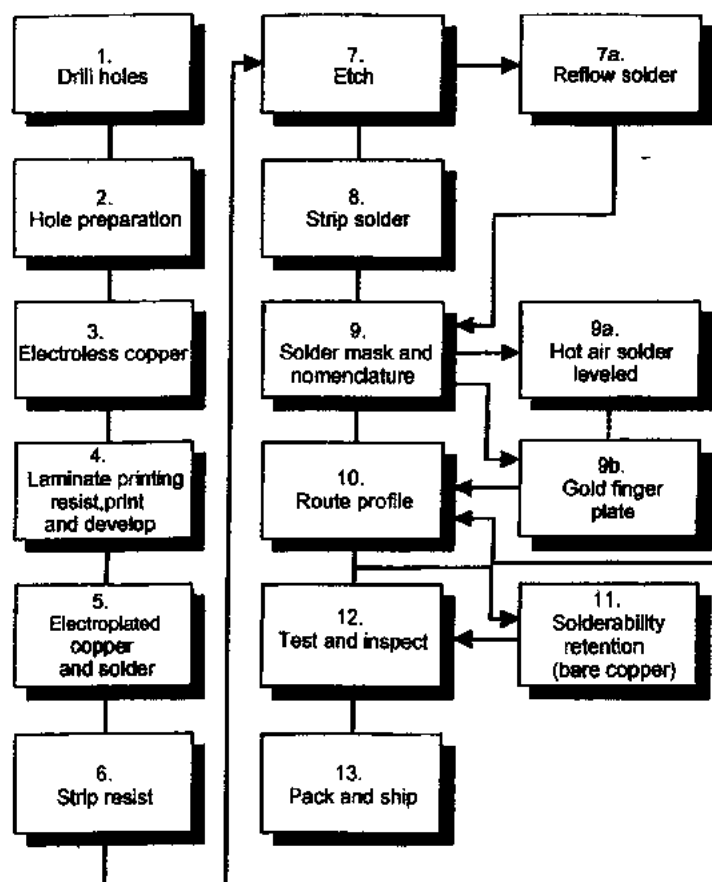 1.
Drill holes
2.
Hole preparation
3.
Electroless copper
4.
Laminate printing
resist,print
and develop
5.
Electroplated
copper
and solder
6.
Strip resist
7.
Etch
7a.
Reflow solder
8.
Strip solder
9.
Solder mask and
nomenclature
9a.
Hot air solder
leveled
9b.
Gold finger
plate
10.
Route profile
11.
Solderability
retention
(bare copper)
12.
Test and inspect
13.
Pack and ship